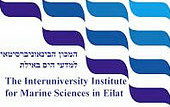 המכון הבינאוניברסיטאי
למדעי הים באילת
The Interuniversity Institute
for Marine Sciences in Eilat